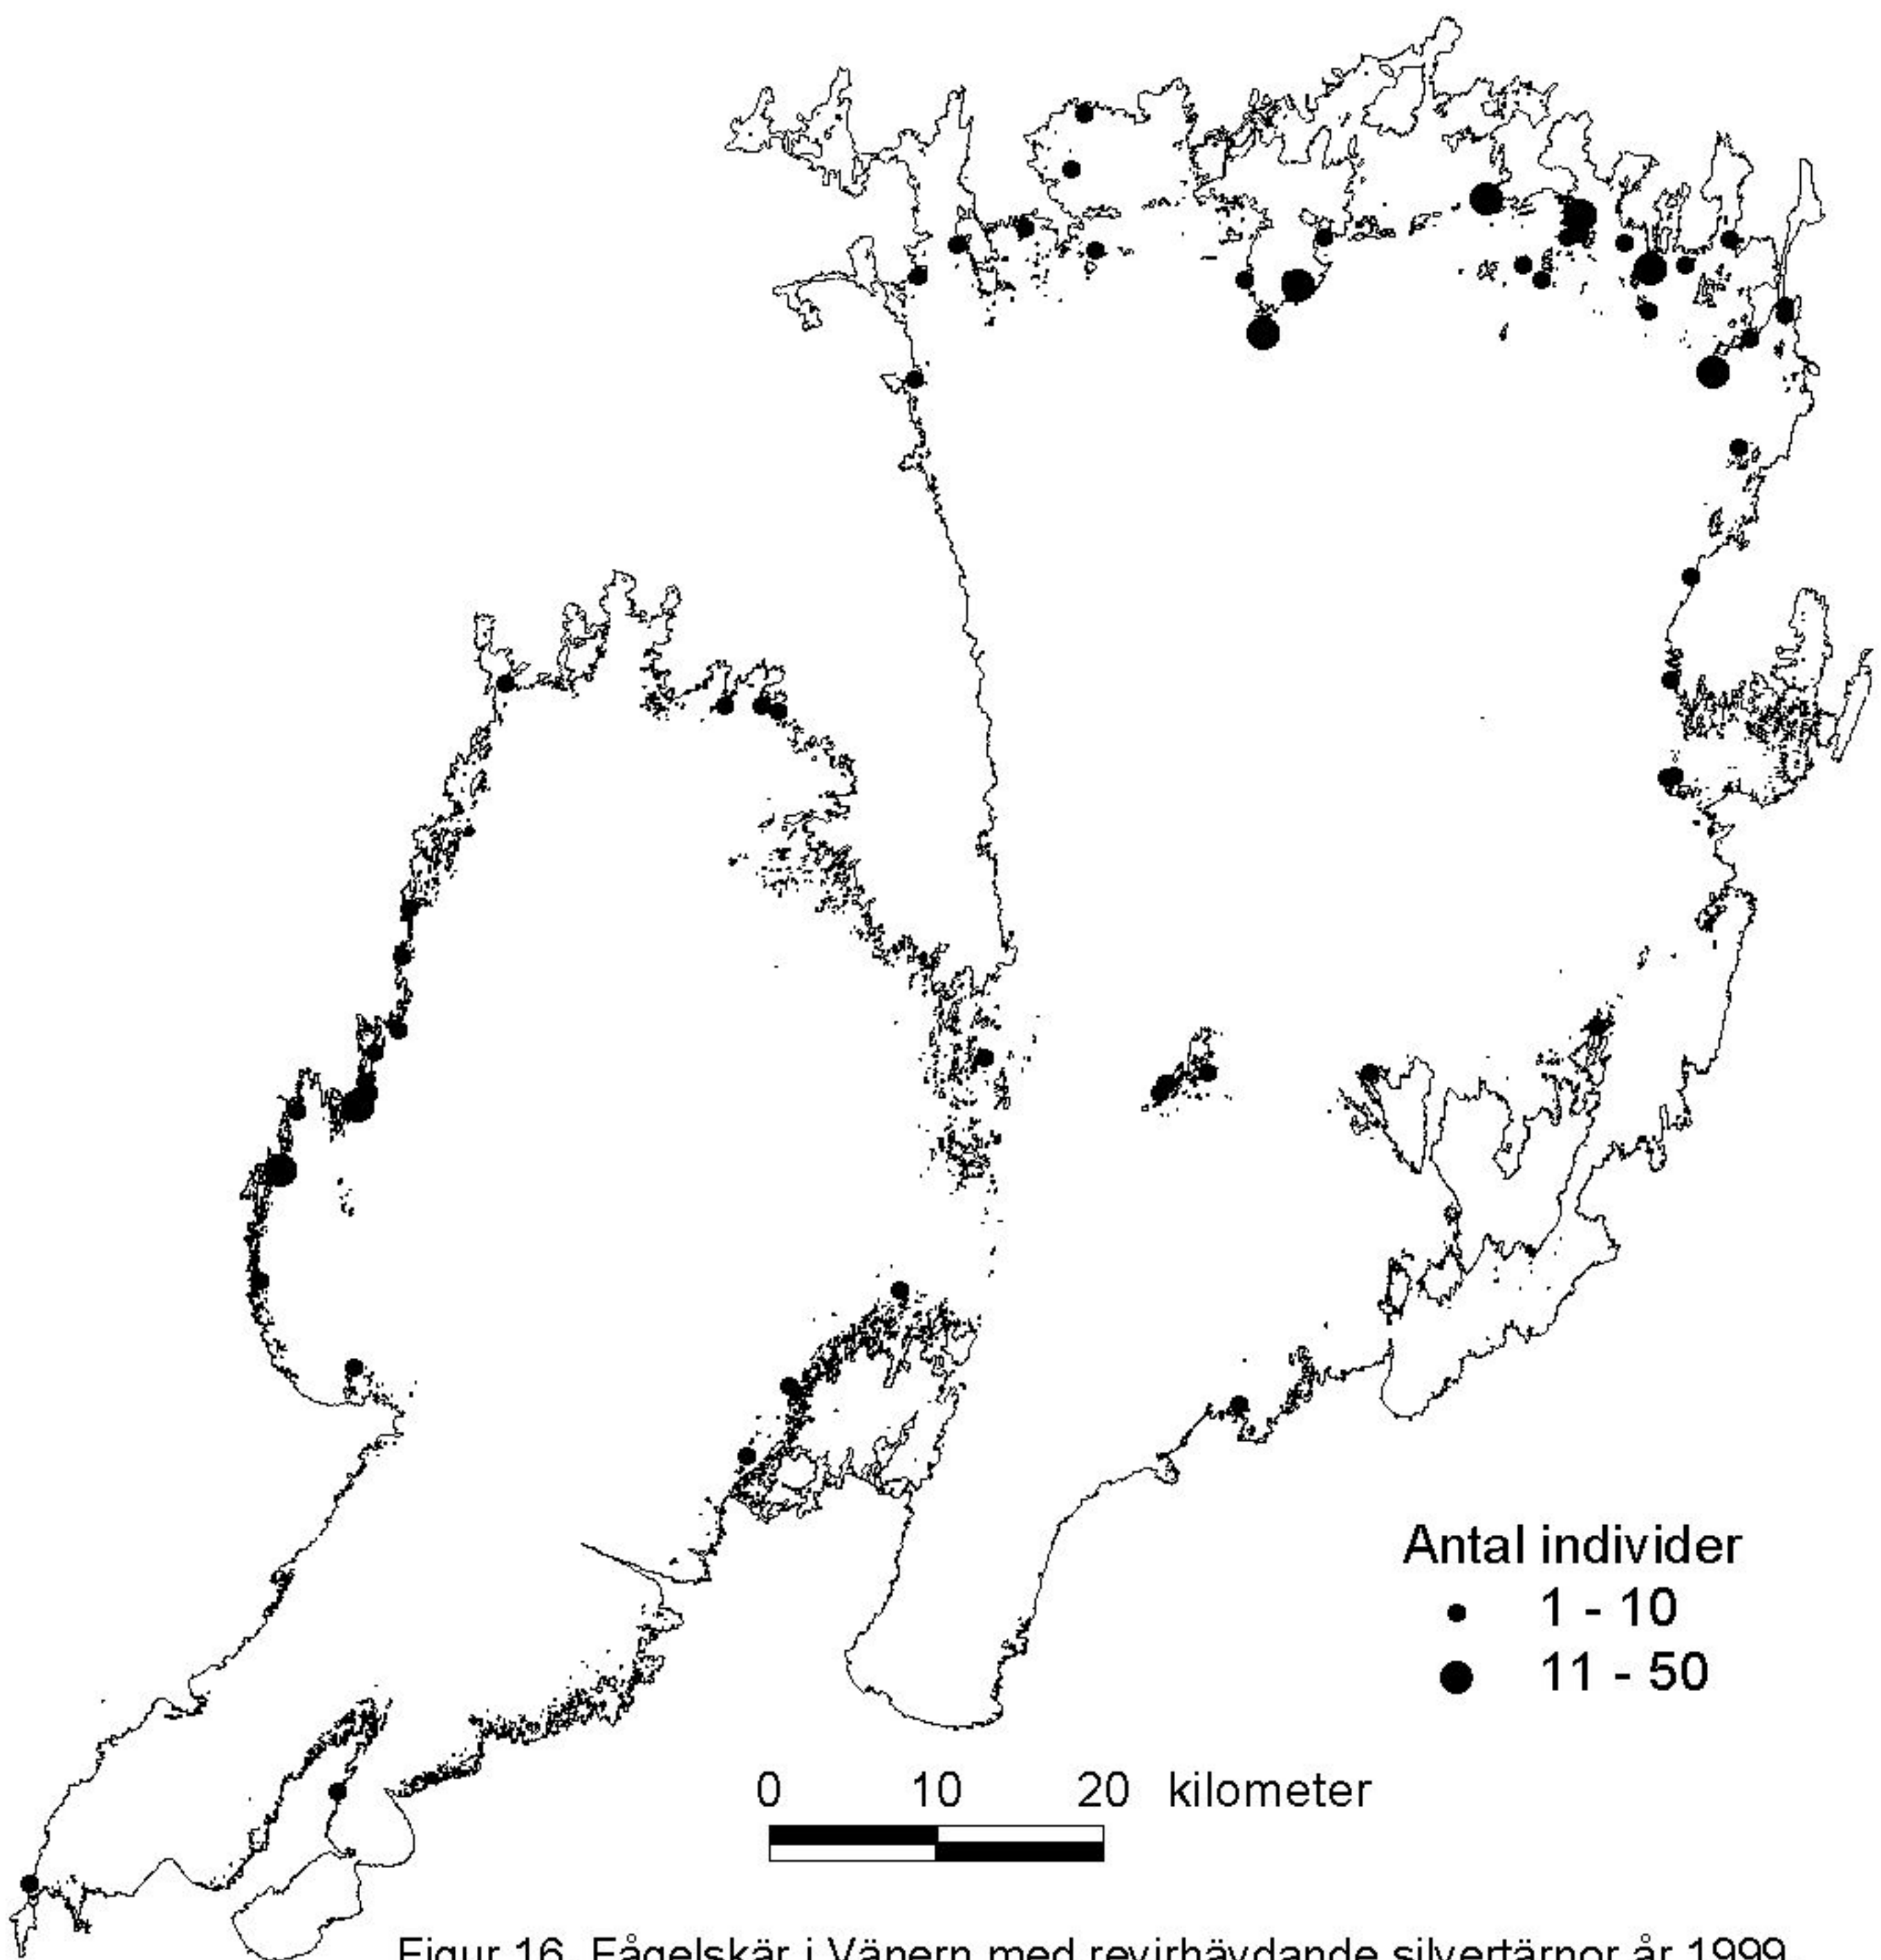 Antal individer
1 - 10
11 - 50
0 10 20 kilometer
Figur 16. Fågelskär i Vänern med revirhävdande silvertärnor år 1999